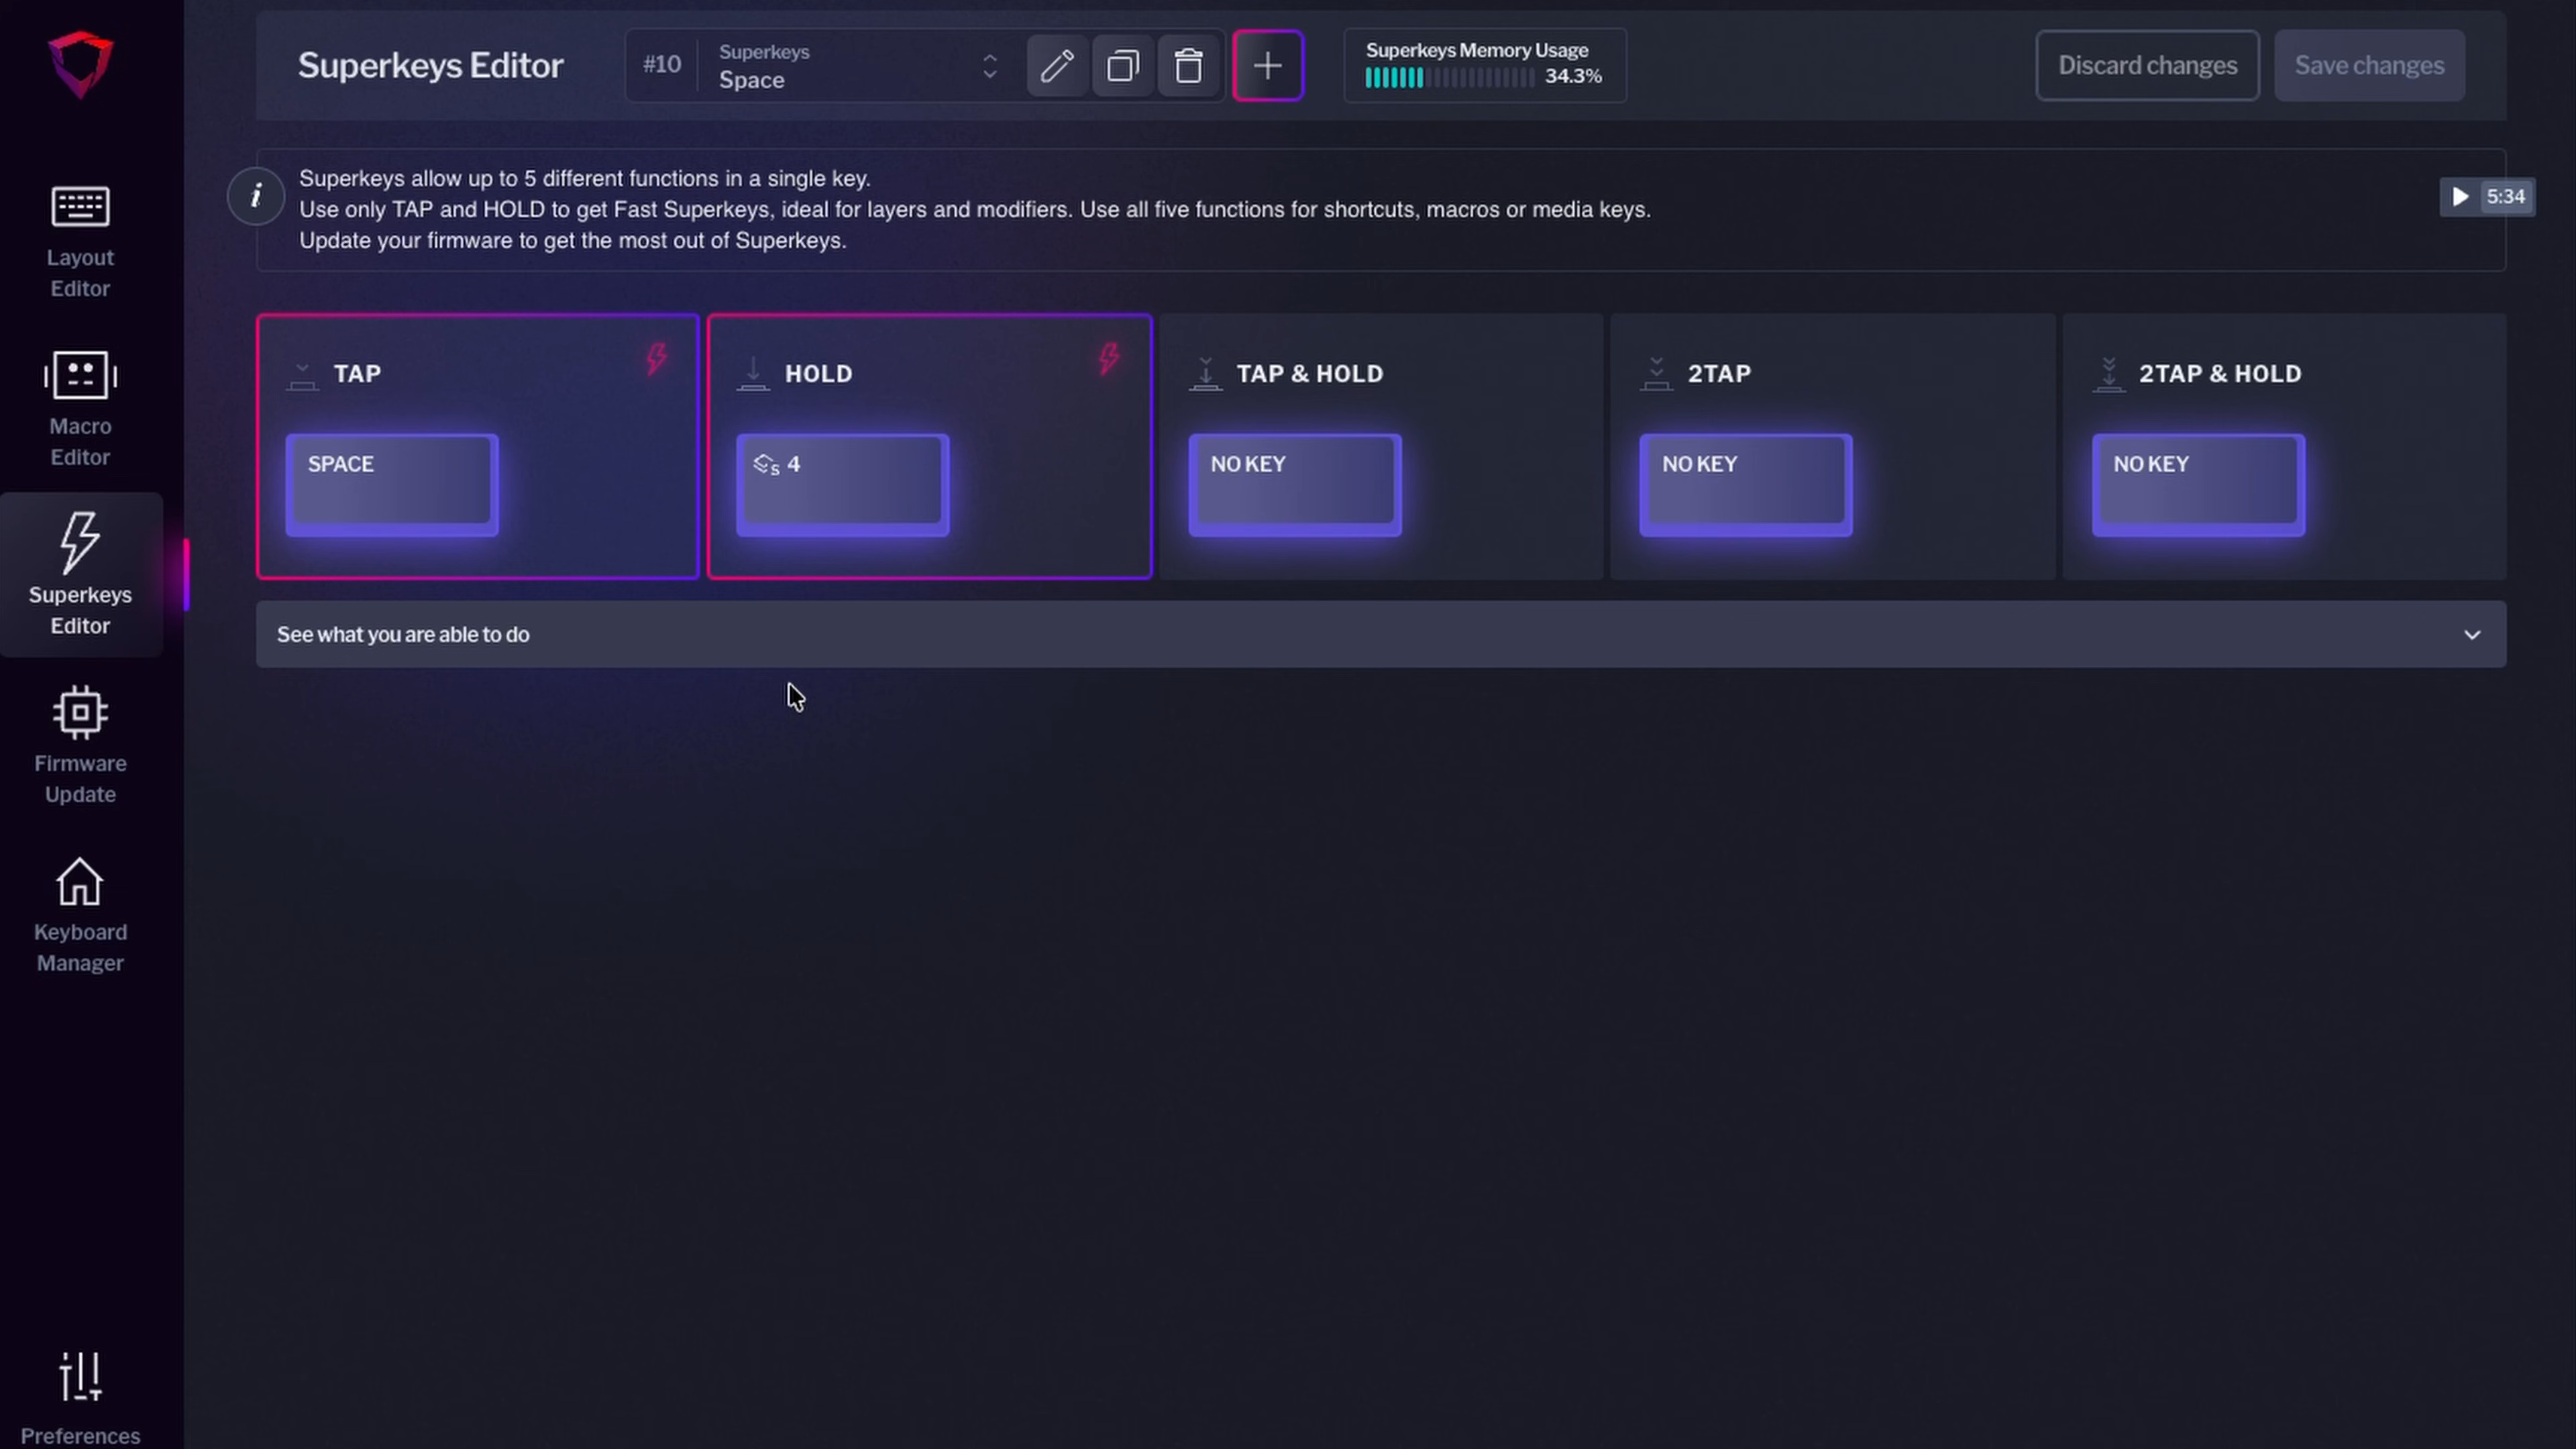 Superkeys Editor
#10
Superkeys
Space
Superkeys Memory Usage
34.3%
Discard changes
Save changes
Superkeys allow up to 5 different functions in a single key.
Use only TAP and HOLD to get Fast Superkeys, ideal for layers and modifiers. Use all five functions for shortcuts, macros or media keys.
Update your firmware to get the most out of Superkeys.
5:34
Layout
Editor
Macro
Editor
Superkeys
Editor
Firmware
Update
Keyboard
Manager
Preferences
TAP
SPACE
HOLD
S 4
TAP & HOLD
NO KEY
2TAP
NO KEY
2TAP & HOLD
NO KEY
See what you are able to do